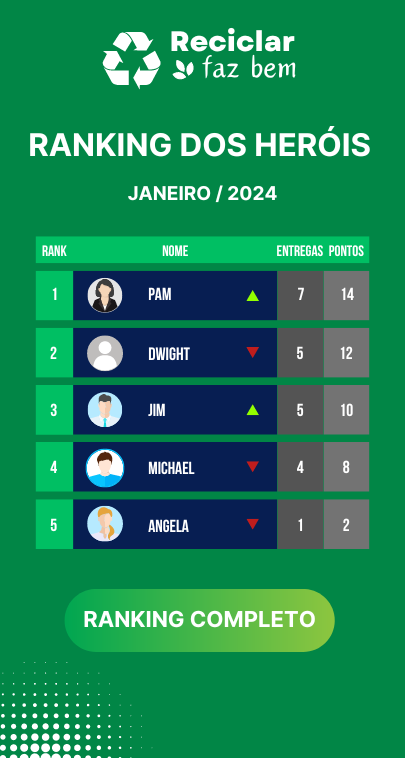 Reciclar
faz bem
RANKING DOS HERÓIS
JANEIRO / 2024
RANK NOME ENTREGAS PONTOS
1 PAM 7 14
2 DWIGHT 5 12
3 JIM 5 10
4 MICHAEL 4 8
5 ANGELA 1 2
RANKING COMPLETO